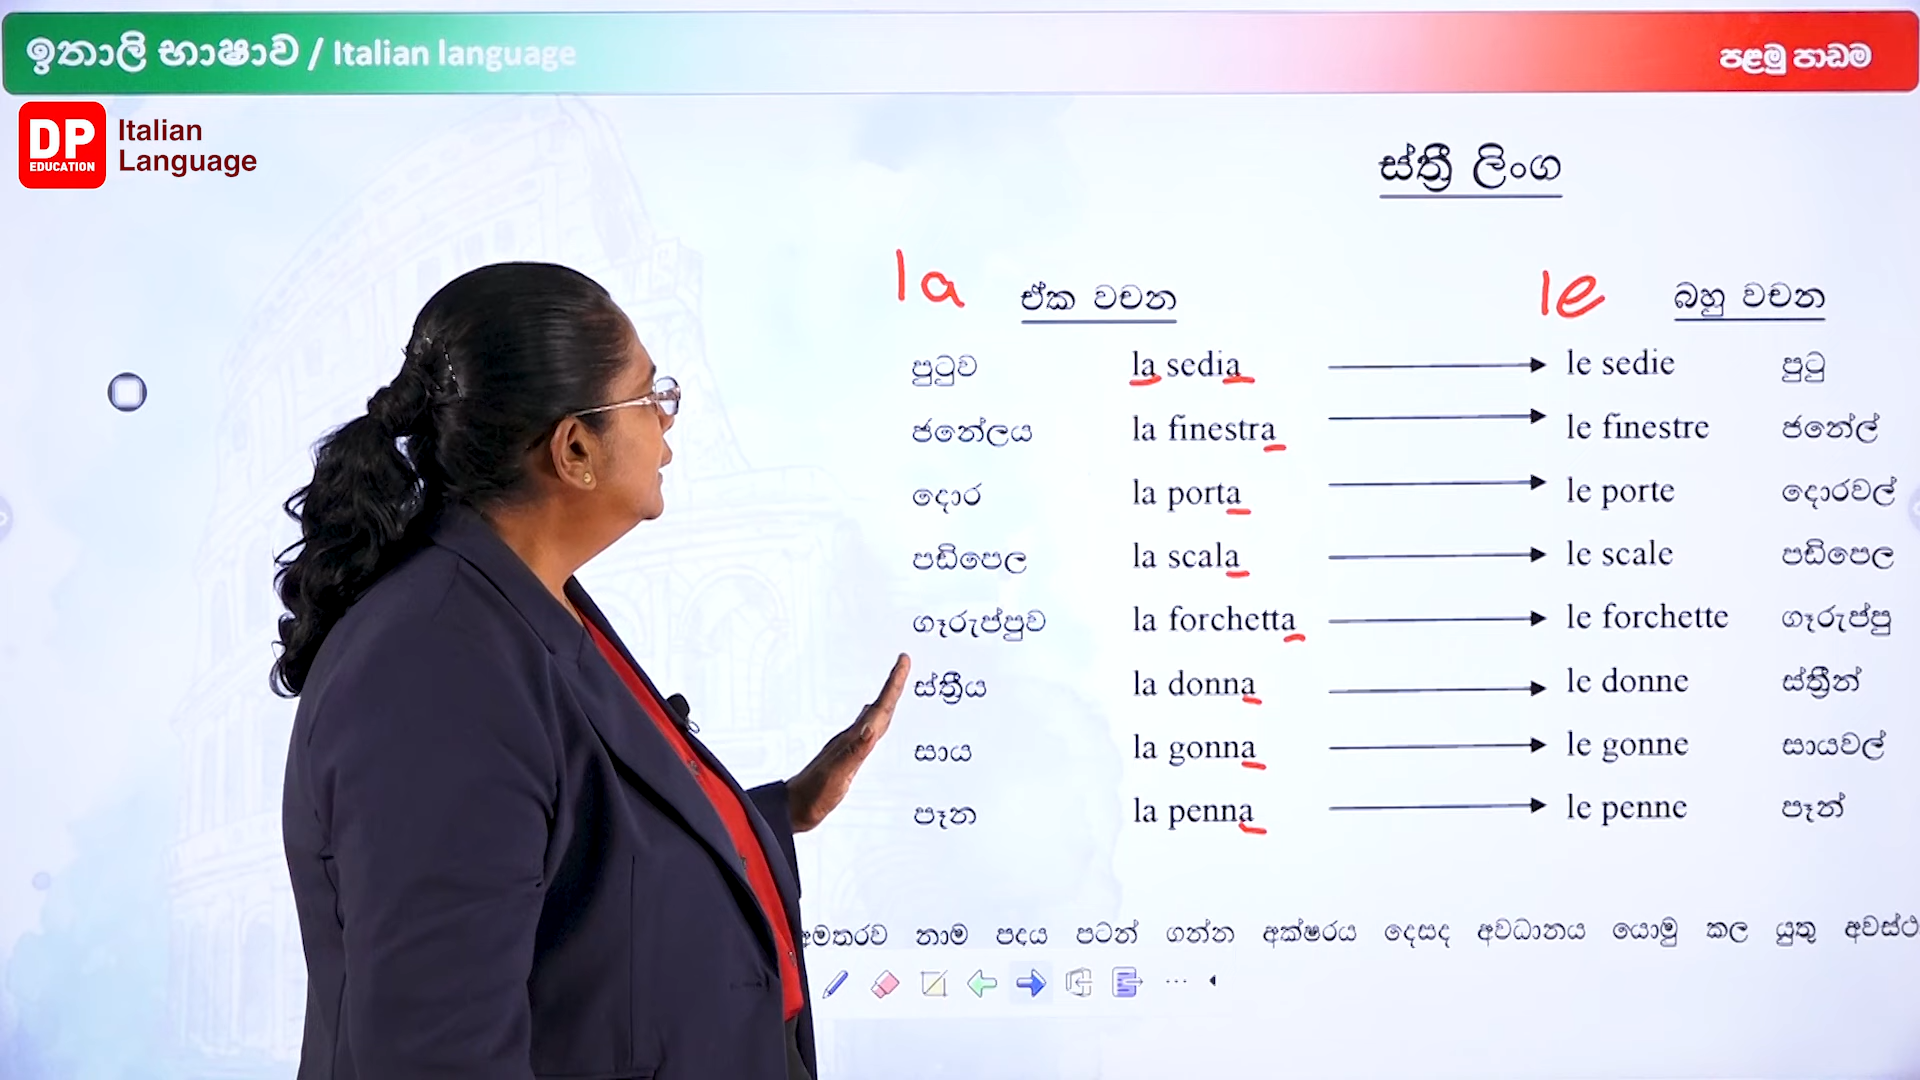 ඉතාලි භාෂාව / Italian language
පළමු පාඩම
DP EDUCATION
Italian
Language
ස්ත්‍රී ලිංග
la ඒක වචන le බහු වචන
පුටුව la sedia le sedie පුටු
ජනේලය la finestra le finestre ජනේල්
දොර la porta le porte දොරවල්
පඩිපෙල la scala le scale පඩිපෙල
ගෑරුප්පුව la forchetta le forchette ගෑරුප්පු
ස්ත්‍රීය la donna le donne ස්ත්‍රීන්
සාය la gonna le gonne සායවල්
පෑන la penna le penne පෑන්
අමතරව නාම පදය පටන් ගන්න අක්ෂරය දෙසද අවධානය යොමු කල යුතු